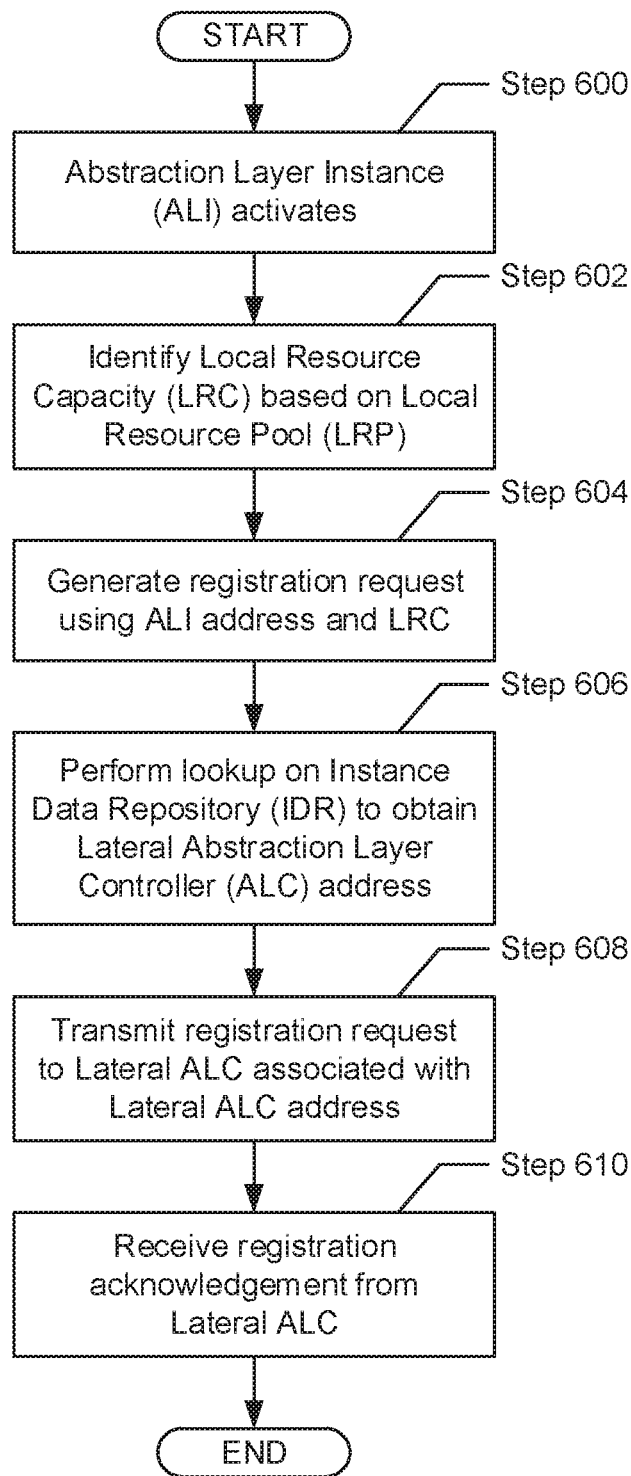 START
Step 600
Abstraction Layer Instance
(ALI) activates
Step 602
Identify Local Resource
Capacity (LRC) based on Local
Resource Pool (LRP)
Step 604
Generate registration request
using ALI address and LRC
Step 606
Perform lookup on Instance
Data Repository (IDR) to obtain
Lateral Abstraction Layer
Controller (ALC) address
Step 608
Transmit registration request
to Lateral ALC associated with
Lateral ALC address
Step 610
Receive registration
acknowledgement from
Lateral ALC
END